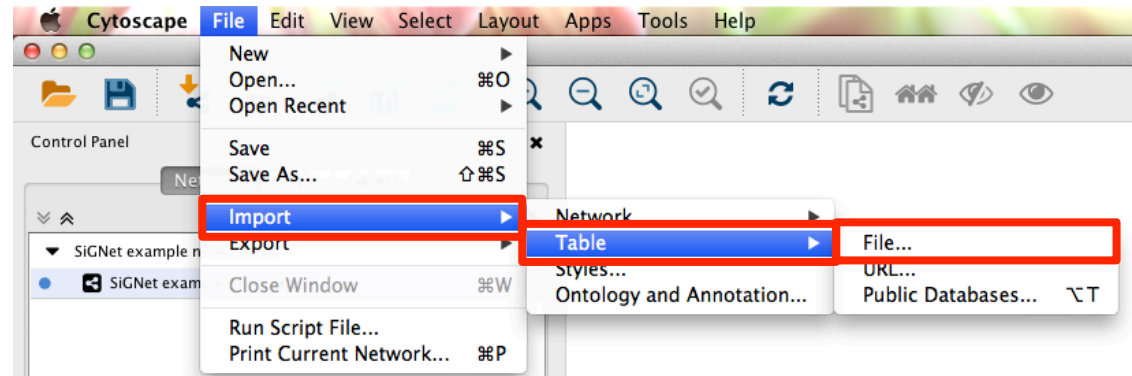 Cytoscape File Edit View Select Layout Apps Tools Help
New
Open... ⌘O
Open Recent
Control Panel
Save ⌘S
Save As... ⇧⌘S
Net
Import
Network
SiGNet example n
Export
Table
File...
SiGNet exam
Close Window ⌘W
Styles...
URL...
Ontology and Annotation...
Public Databases... ⌥T
Run Script File...
Print Current Network... ⌘P